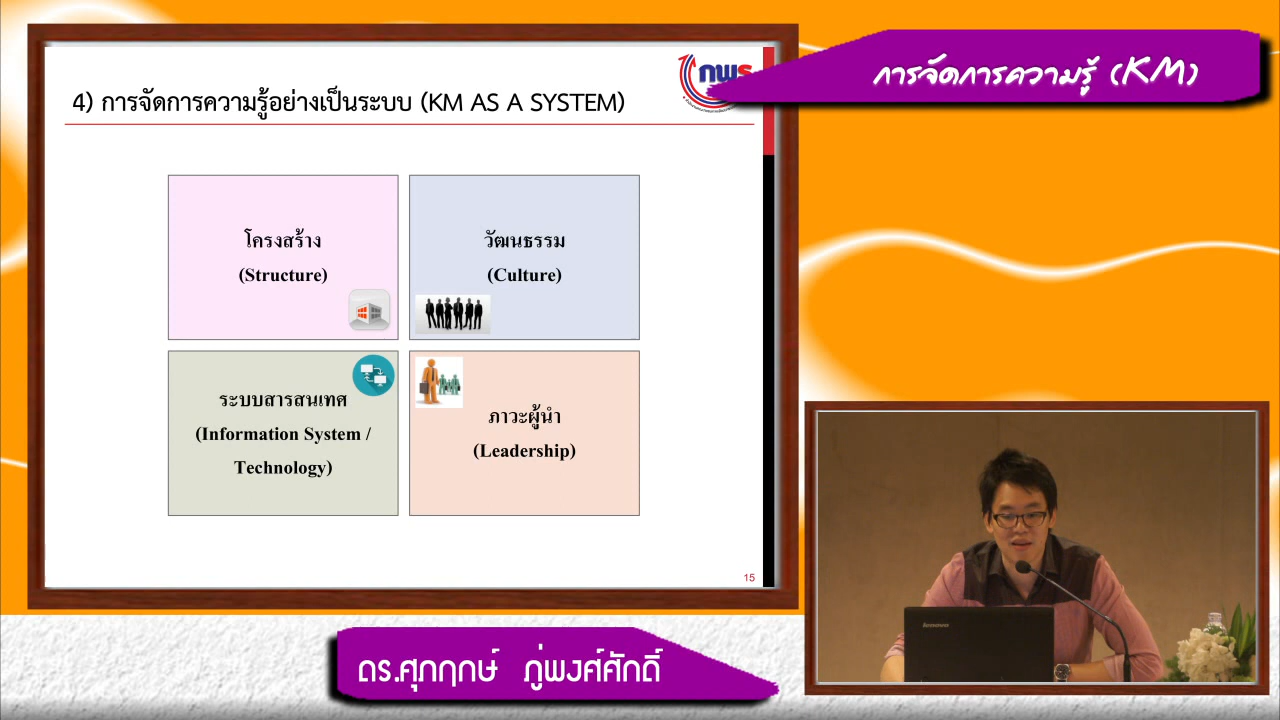 การจัดการความรู้ (KM)
กพร
4) การจัดการความรู้อย่างเป็นระบบ (KM AS A SYSTEM)
โครงสร้าง
(Structure)
วัฒนธรรม
(Culture)
ระบบสารสนเทศ
(Information System /
Technology)
ภาวะผู้นำ
(Leadership)
15
lenovo
ดร.ศุภฤกษ์ ภู่พงศ์ศักดิ์